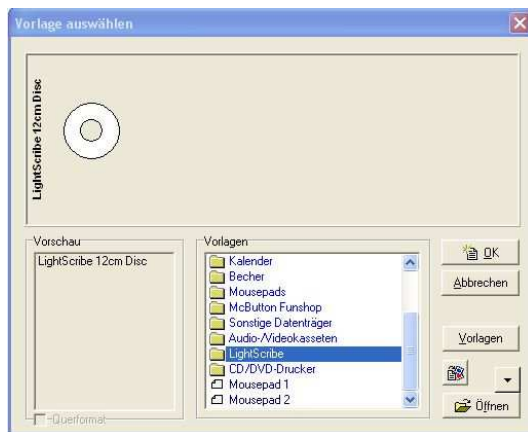 Vorlage auswählen
LightScribe 12cm Disc
Vorschau
LightScribe 12cm Disc
Querformat
Vorlagen
Kalender
Becher
Mousepads
McButton Funshop
Sonstige Datenträger
Audio-/Videokassetten
LightScribe
CD/DVD-Drucker
Mousepad 1
Mousepad 2
OK
Abbrechen
Vorlagen
Öffnen